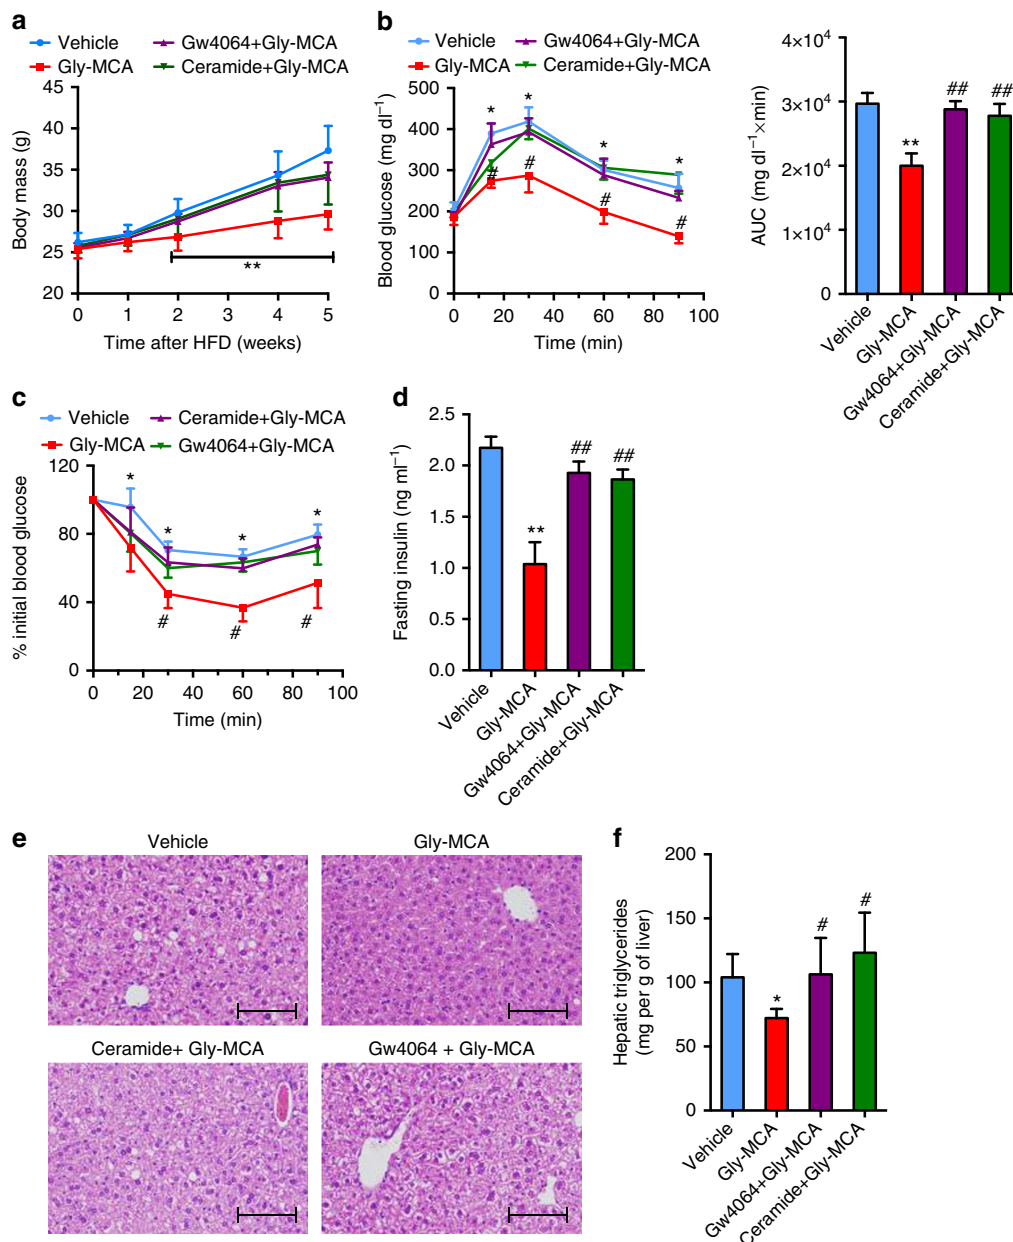 a
Vehicle
Gw4064+Gly-MCA
Gly-MCA
Ceramide+Gly-MCA
45
40
35
30
25
20
Body mass (g)
**
0 1 2 3 4 5
Time after HFD (weeks)
b
Vehicle
Gw4064+Gly-MCA
Gly-MCA
Ceramide+Gly-MCA
500
400
300
200
100
0
Blood glucose (mg dl⁻¹)
* * * *
# # # #
0 20 40 60 80 100
Time (min)
4×10⁴
3×10⁴
2×10⁴
1×10⁴
0
AUC (mg dl⁻¹×min)
** ## ##
Vehicle
Gly-MCA
Gw4064+Gly-MCA
Ceramide+Gly-MCA
c
Vehicle
Ceramide+Gly-MCA
Gly-MCA
Gw4064+Gly-MCA
120
80
40
0
% initial blood glucose
* * * *
# # #
0 20 40 60 80 100
Time (min)
d
2.5
2.0
1.5
1.0
0.5
0.0
Fasting insulin (ng ml⁻¹)
** ## ##
Vehicle
Gly-MCA
Gw4064+Gly-MCA
Ceramide+Gly-MCA
e
Vehicle
Gly-MCA
Ceramide+ Gly-MCA
Gw4064 + Gly-MCA
f
200
150
100
50
0
Hepatic triglycerides
(mg per g of liver)
* # #
Vehicle
Gly-MCA
Gw4064+Gly-MCA
Ceramide+Gly-MCA